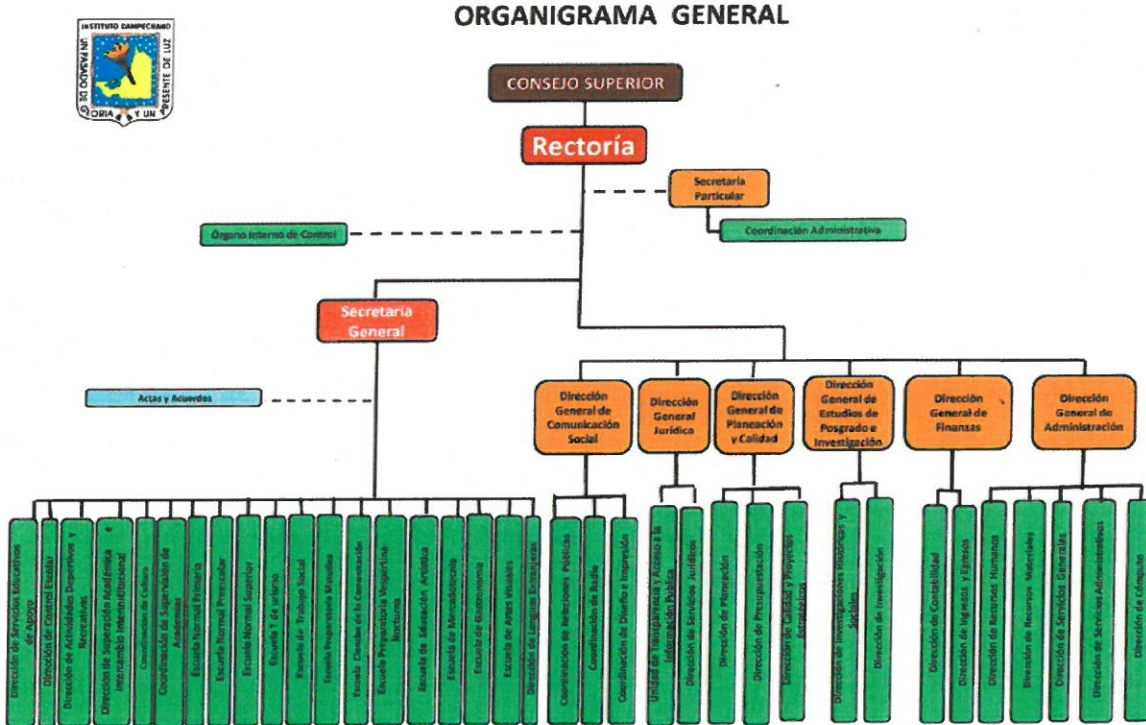 ORGANIGRAMA GENERAL
INSTITUTO CAMPECHANO
UN PASADO DE GLORIA Y UN PRESENTE DE LUZ
CONSEJO SUPERIOR
Rectoría
Secretaría
Particular
Órgano Interno de Control
Coordinación Administrativa
Secretaría
General
Actas y Acuerdos
Dirección
General de
Comunicación
Social
Dirección
General
Jurídica
Dirección
General de
Planeación
y Calidad
Dirección
General de
Estudios de
Posgrado e
Investigación
Dirección
General de
Finanzas
Dirección
General de
Administración
Dirección de Servicios Educativos
de Apoyo
Dirección de Control Escolar
Dirección de Actividades Deportivas y
Recreativas
Dirección de Superación Académia e
Intercambio Interinstitucional
Coordinación de Cultura
Coordinación de Supervisión de
Academias
Escuela Normal Primaria
Escuela Normal Preescolar
Escuela Normal Superior
Escuela T urismo
Escuela de Trabajo Social
Escuela Preparatoria Matutina
Escuela Ciencias de la Comunicación
Escuela Preparatoria Vespertina-
Nocturna
Escuela de Educación Artística
Escuela de Mercadotecnia
Escuela de Gastronomía
Escuela de Artes Visuales
Dirección de Lenguas Extranjeras
Coordinación de Relaciones Públicas
Coordinación de Radio
Coordinación de Diseño e Impresión
Unidad de Transparencia y Acceso a la
Información Pública
Dirección de Servicios Jurídicos
Dirección de Planeación
Dirección de Presupuestación
Dirección de Calidad y Proyectos
Estratégicos
Dirección de Investigaciones Históricas y
Sociales
Dirección de Investigación
Dirección de Contabilidad
Dirección de Ingresos y Egresos
Dirección de Recursos Humanos
Dirección de Recursos Materiales
Dirección de Servicios Generales
Dirección de Servicios Administrativos
Dirección de Cómputo